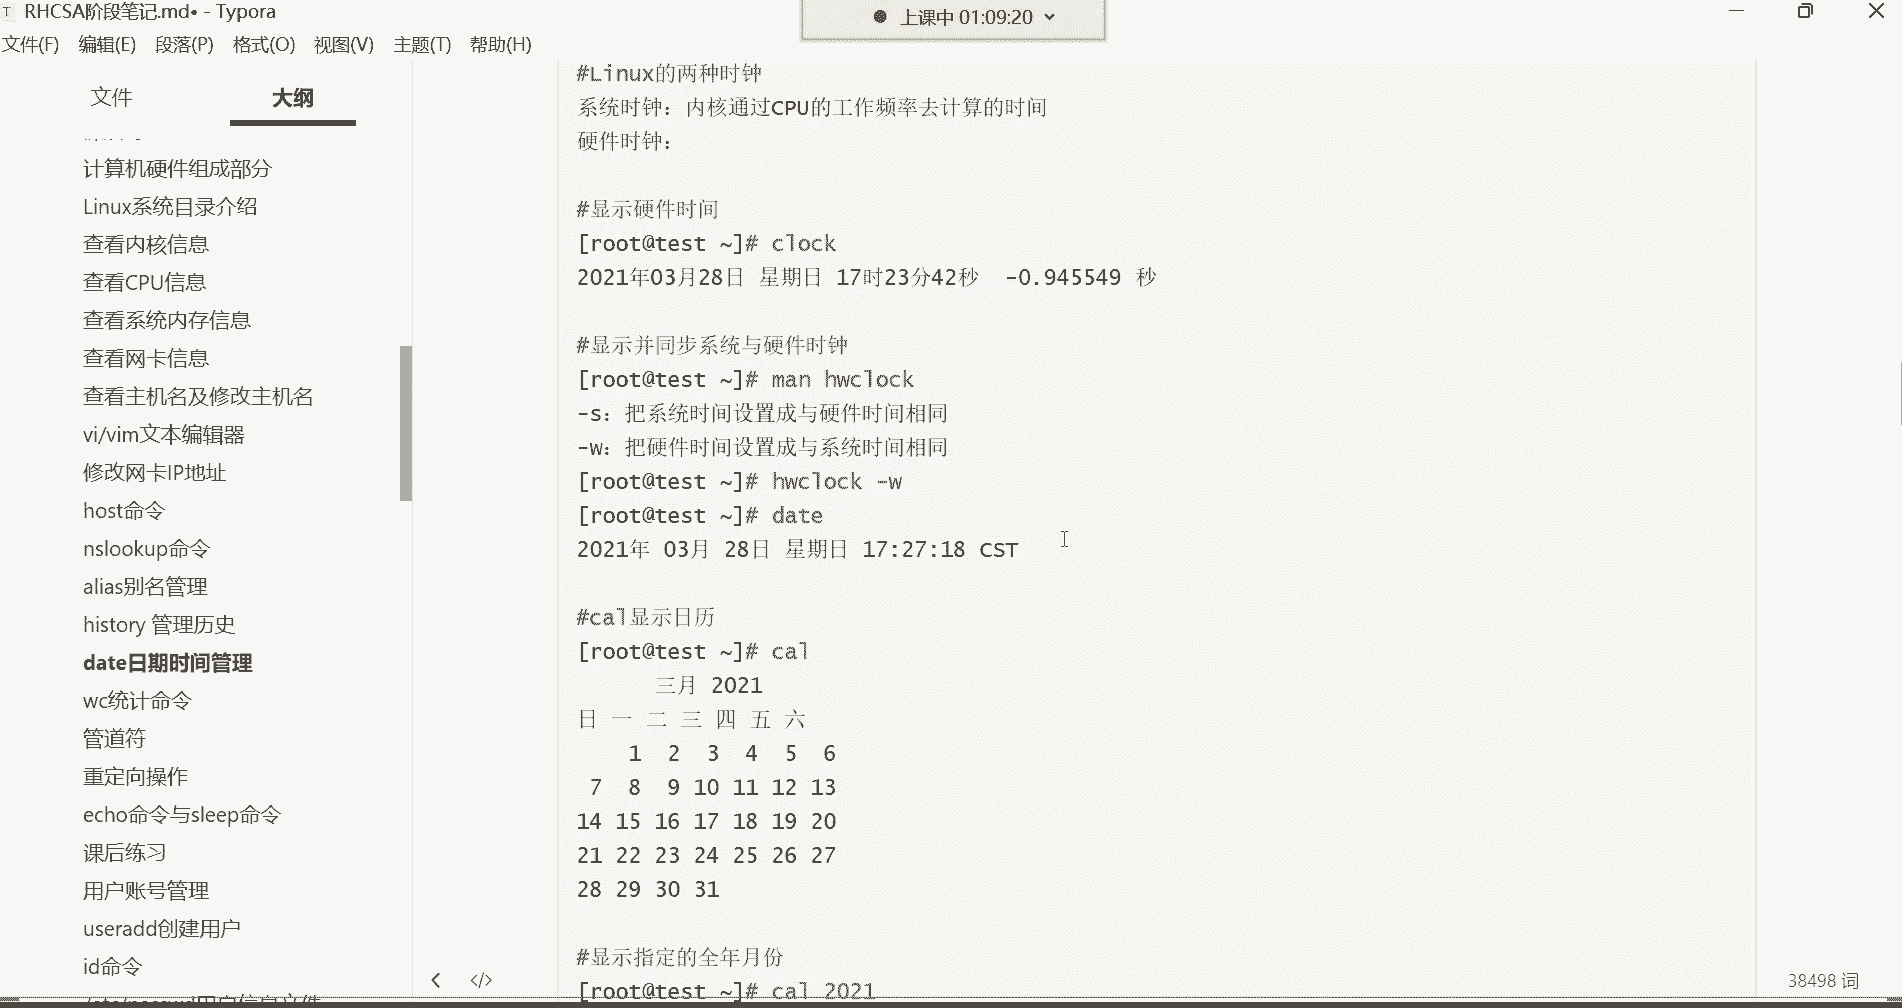 RHCSA阶段笔记.md• - Typora
上课中 01:09:20
文件(F) 编辑(E) 段落(P) 格式(O) 视图(V) 主题(T) 帮助(H)
文件 大纲
计算机硬件组成部分
Linux系统目录介绍
查看内核信息
查看CPU信息
查看系统内存信息
查看网卡信息
查看主机名及修改主机名
vi/vim文本编辑器
修改网卡IP地址
host命令
nslookup命令
alias别名管理
history 管理历史
date日期时间管理
wc统计命令
管道符
重定向操作
echo命令与sleep命令
课后练习
用户账号管理
useradd创建用户
id命令
/etc/passwd用户信息文件
#Linux的两种时钟
系统时钟：内核通过CPU的工作频率去计算的时间
硬件时钟：
#显示硬件时间
[root@test ~]# clock
2021年03月28日 星期日 17时23分42秒  -0.945549 秒
#显示并同步系统与硬件时钟
[root@test ~]# man hwclock
-s：把系统时间设置成与硬件时间相同
-w：把硬件时间设置成与系统时间相同
[root@test ~]# hwclock -w
[root@test ~]# date
2021年 03月 28日 星期日 17:27:18 CST
#cal显示日历
[root@test ~]# cal
三月 2021
日 一 二 三 四 五 六
1 2 3 4 5 6
7 8 9 10 11 12 13
14 15 16 17 18 19 20
21 22 23 24 25 26 27
28 29 30 31
#显示指定的全年月份
[root@test ~]# cal 2021
38498 词